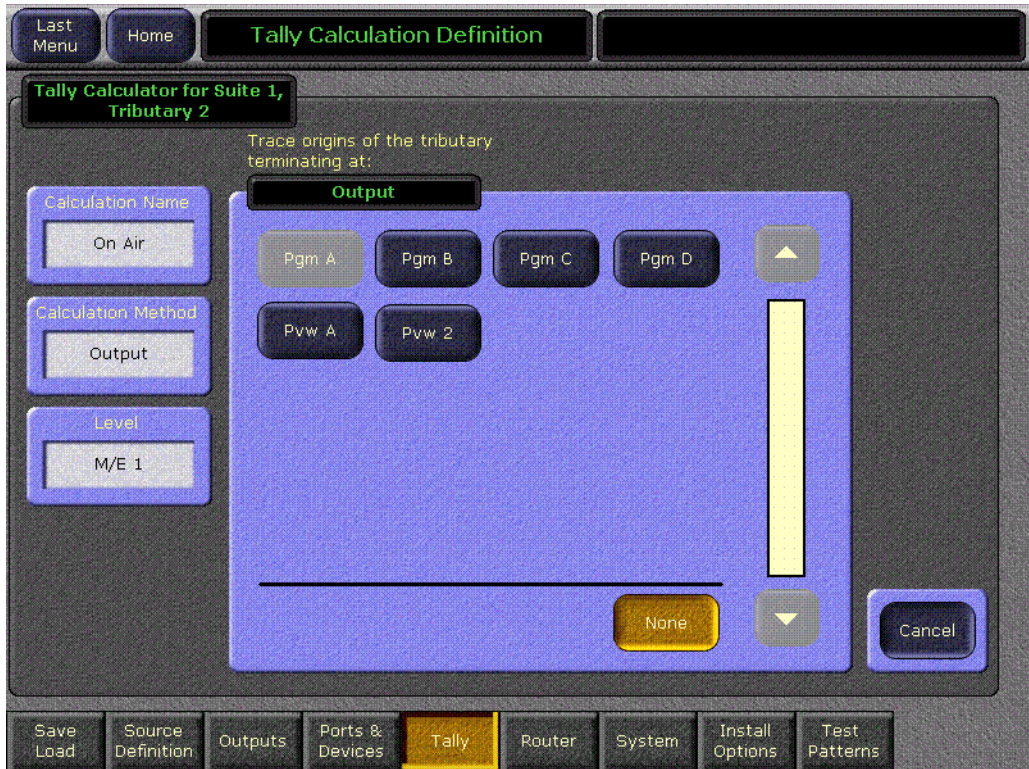 Last
Menu
Home
Tally Calculation Definition
Tally Calculator for Suite 1,
Tributary 2
Trace origins of the tributary
terminating at:
Output
Calculation Name
On Air
Calculation Method
Output
Level
M/E 1
Pgm A
Pgm B
Pgm C
Pgm D
Pvw A
Pvw 2
None
Cancel
Save
Load
Source
Definition
Outputs
Ports &
Devices
Tally
Router
System
Install
Options
Test
Patterns